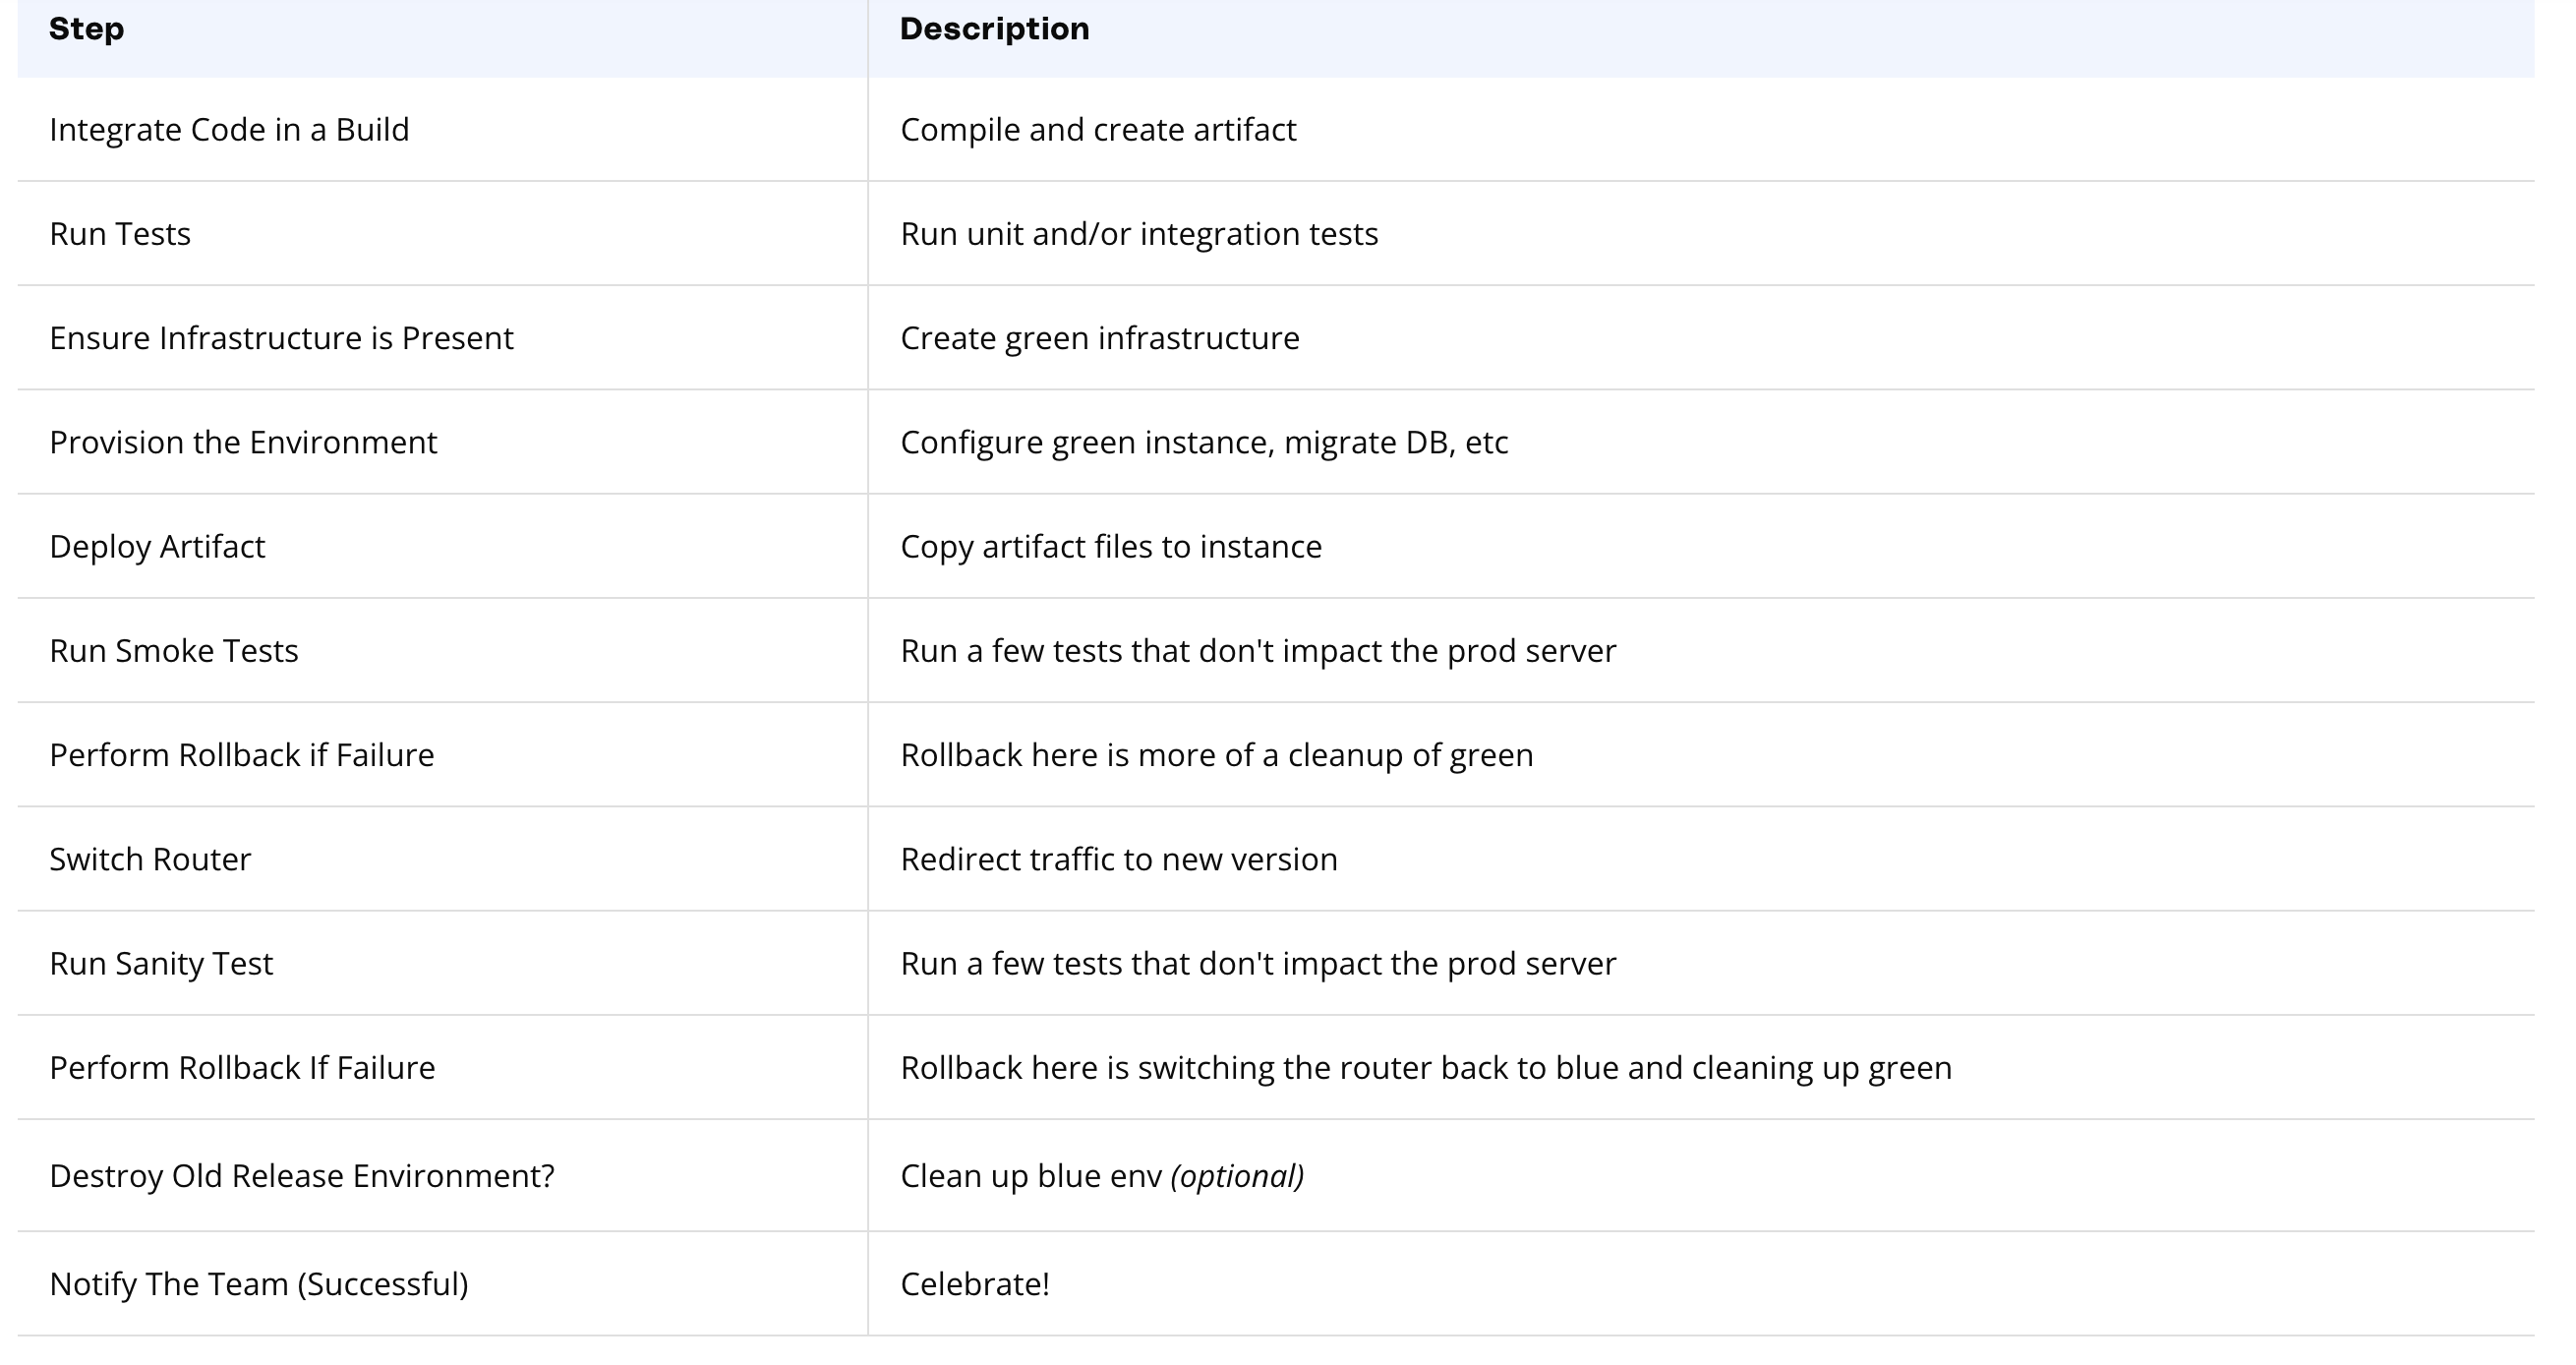 Step Description
Integrate Code in a Build Compile and create artifact
Run Tests Run unit and/or integration tests
Ensure Infrastructure is Present Create green infrastructure
Provision the Environment Configure green instance, migrate DB, etc
Deploy Artifact Copy artifact files to instance
Run Smoke Tests Run a few tests that don't impact the prod server
Perform Rollback if Failure Rollback here is more of a cleanup of green
Switch Router Redirect traffic to new version
Run Sanity Test Run a few tests that don't impact the prod server
Perform Rollback If Failure Rollback here is switching the router back to blue and cleaning up green
Destroy Old Release Environment? Clean up blue env (optional)
Notify The Team (Successful) Celebrate!